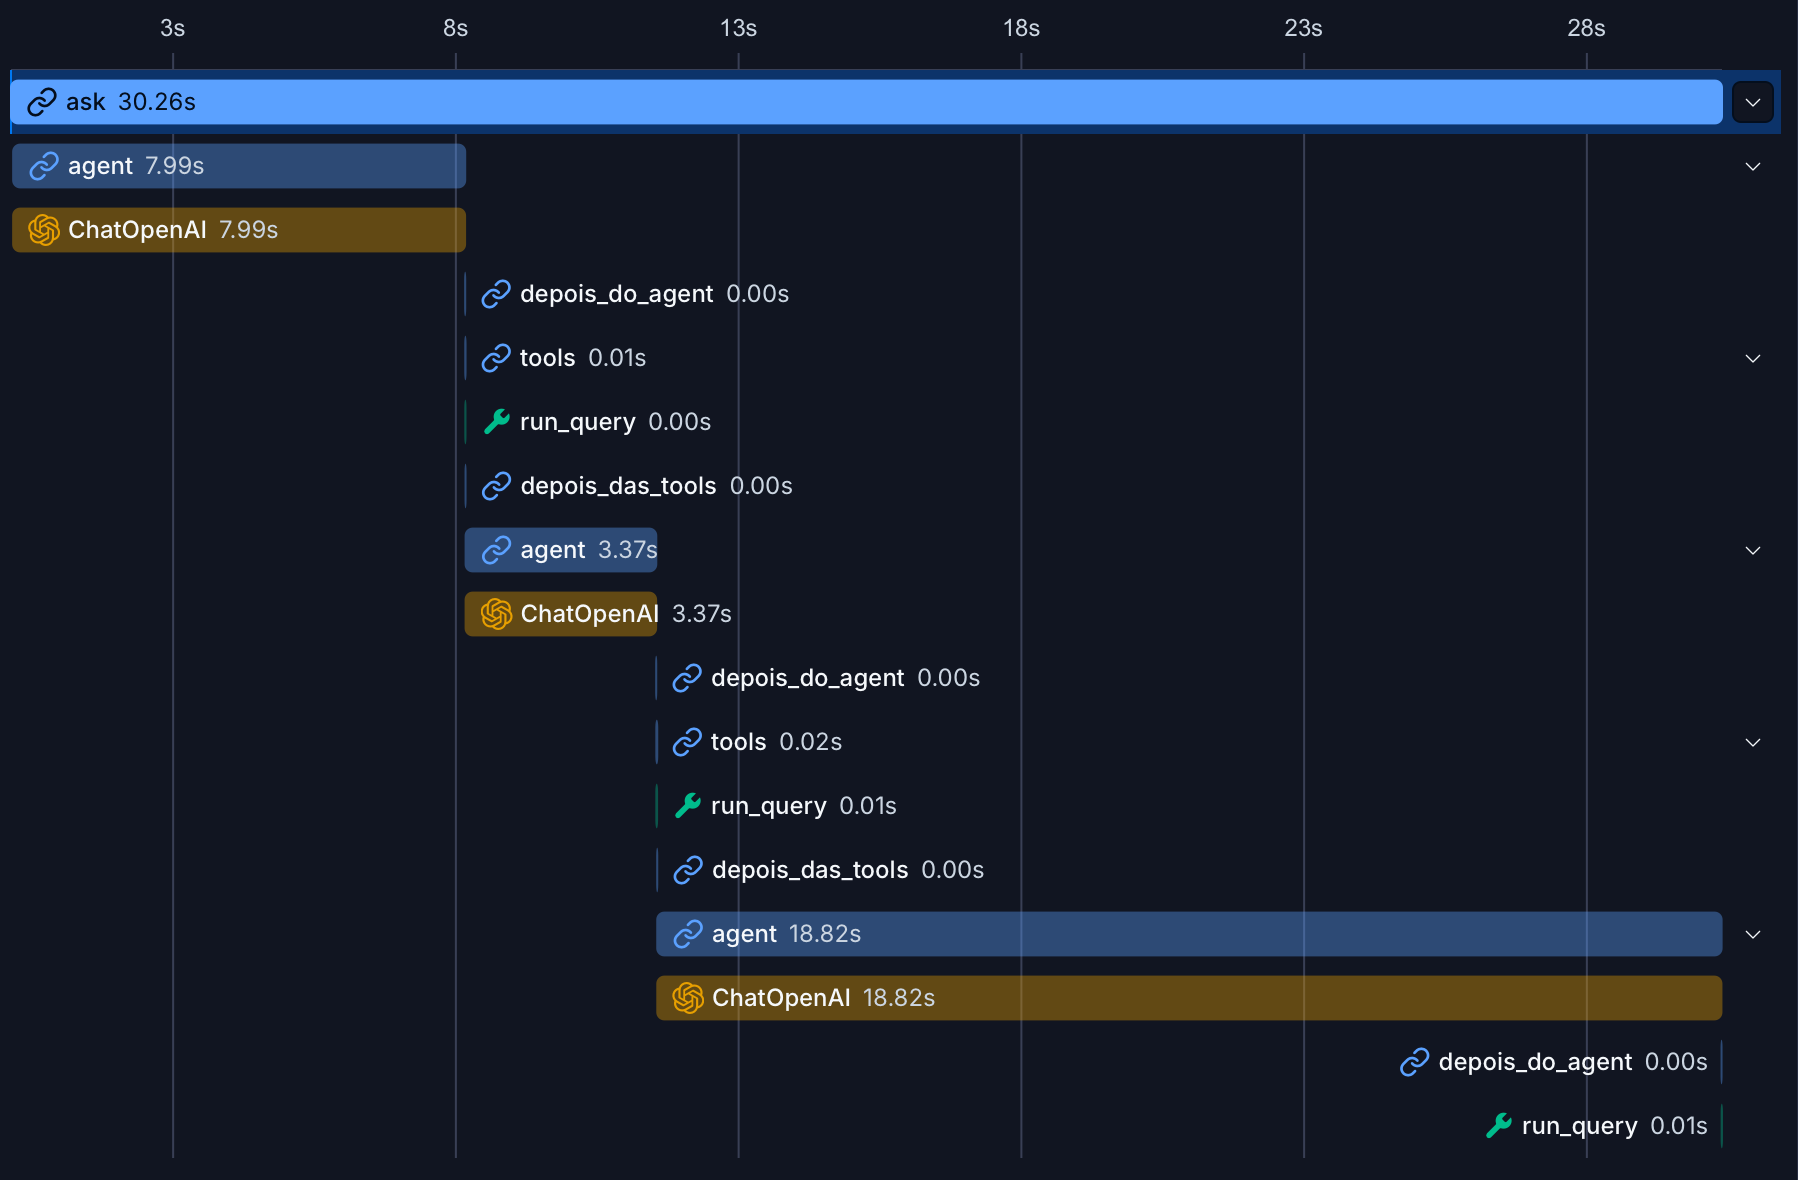 3s 8s 13s 18s 23s 28s
ask 30.26s
agent 7.99s
ChatOpenAI 7.99s
depois_do_agent 0.00s
tools 0.01s
run_query 0.00s
depois_das_tools 0.00s
agent 3.37s
ChatOpenAI 3.37s
depois_do_agent 0.00s
tools 0.02s
run_query 0.01s
depois_das_tools 0.00s
agent 18.82s
ChatOpenAI 18.82s
depois_do_agent 0.00s
run_query 0.01s